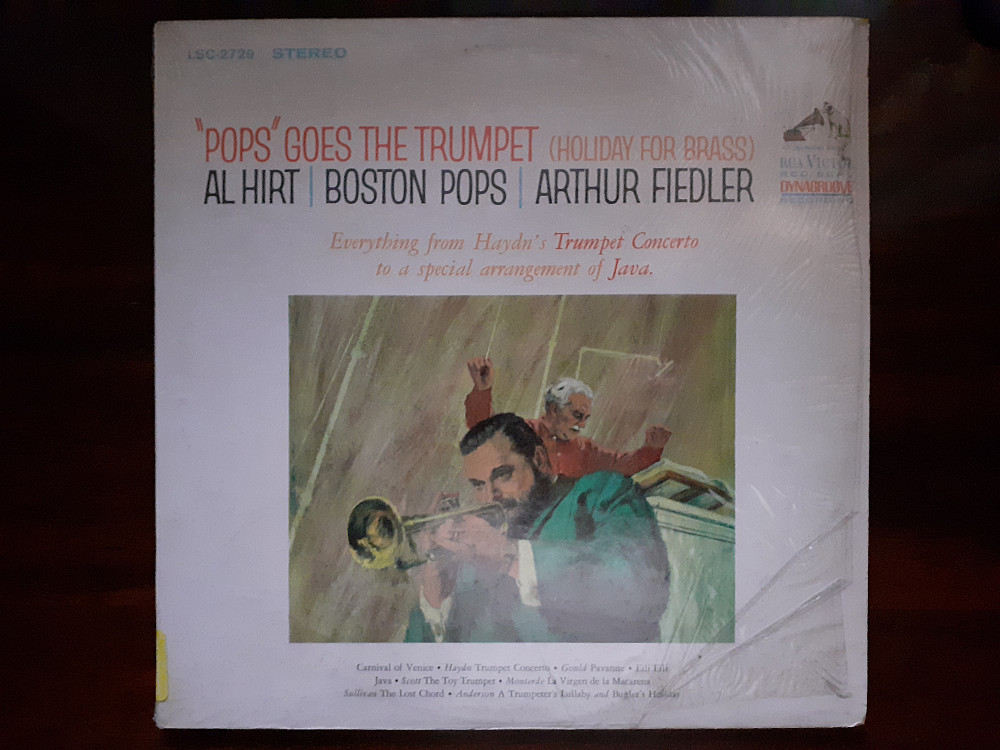 LSC-2729 STEREO
"POPS" GOES THE TRUMPET (HOLIDAY FOR BRASS)
AL HIRT | BOSTON POPS | ARTHUR FIEDLER
RCA VICTOR
RED SEAL
DYNAGROOVE
RECORDING
Everything from Haydn's Trumpet Concerto
to a special arrangement of Java.
Carnival of Venice • Haydn Trumpet Concerto • Gould Pavanne • Eili Eili
Java • Scott The Toy Trumpet • Monterde La Virgen de la Macarena
Sullivan The Lost Chord • Anderson A Trumpeter's Lullaby and Bugler's Holiday